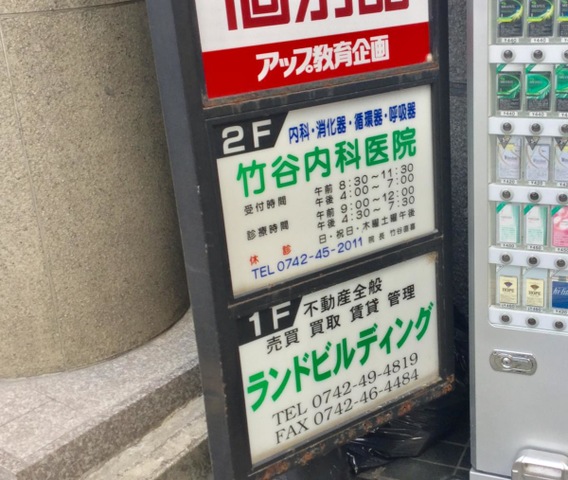 アップ教育企画
2F 内科・消化器・循環器・呼吸器
竹谷内科医院
受付時間 午前 8:30〜11:30
午後 4:00〜7:00
診療時間 午前 9:00〜12:00
午後 4:30〜7:30
休診 日・祝日・木曜土曜午後
TEL 0742-45-2011 院長 竹谷
1F 不動産全般
売買 買取 賃貸 管理
ランドビルディング
TEL 0742-49-4819
FAX 0742-46-4484